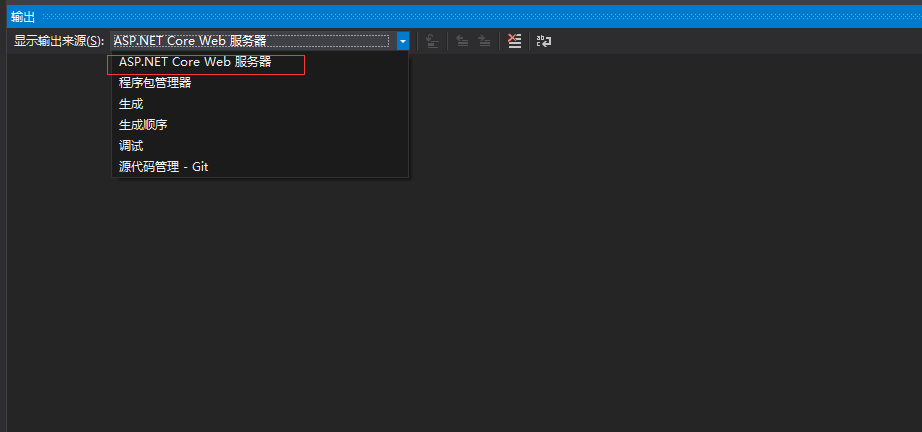 输出
显示输出来源(S): ASP.NET Core Web 服务器
ASP.NET Core Web 服务器
程序包管理器
生成
生成顺序
调试
源代码管理 - Git